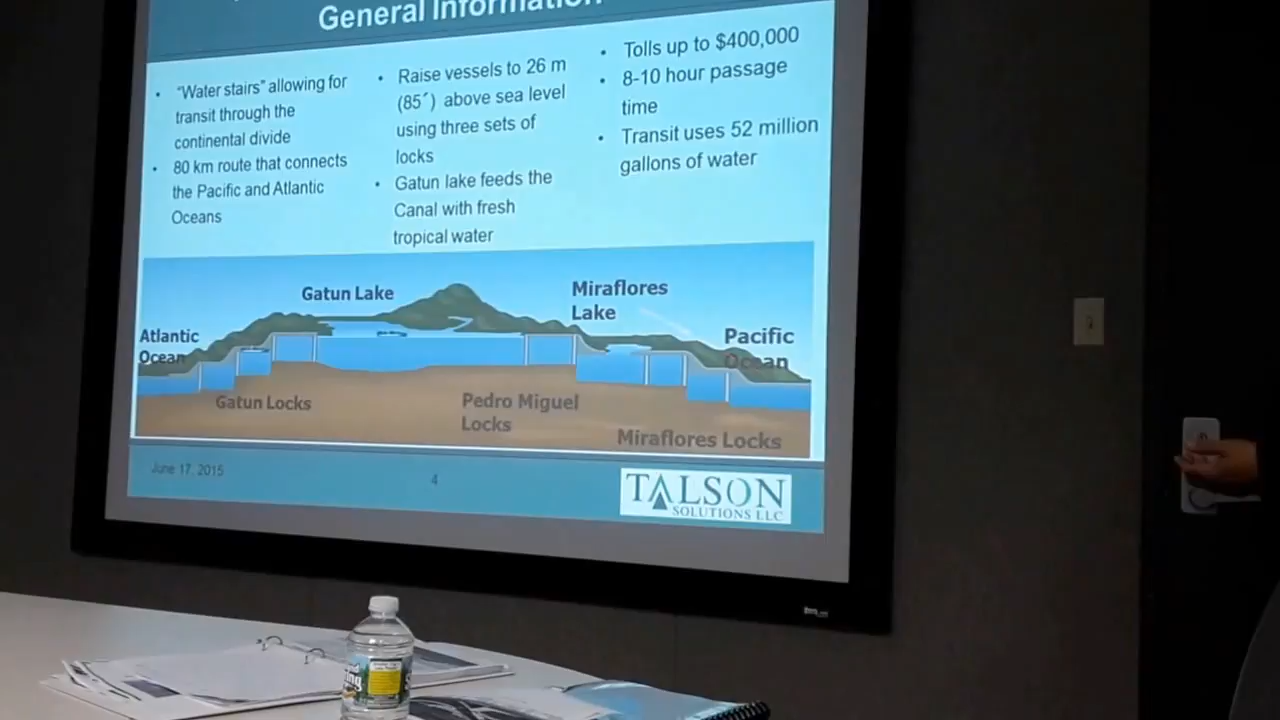 General Information
• "Water stairs" allowing for
transit through the
continental divide
• 80 km route that connects
the Pacific and Atlantic
Oceans
• Raise vessels to 26 m
(85´) above sea level
using three sets of
locks
• Gatun lake feeds the
Canal with fresh
tropical water
• Tolls up to $400,000
• 8-10 hour passage
time
• Transit uses 52 million
gallons of water
Gatun Lake
Miraflores
Lake
Atlantic
Ocean
Pacific
Ocean
Gatun Locks
Pedro Miguel
Locks
Miraflores Locks
June 17, 2015
4
TALSON
SOLUTIONS LLC